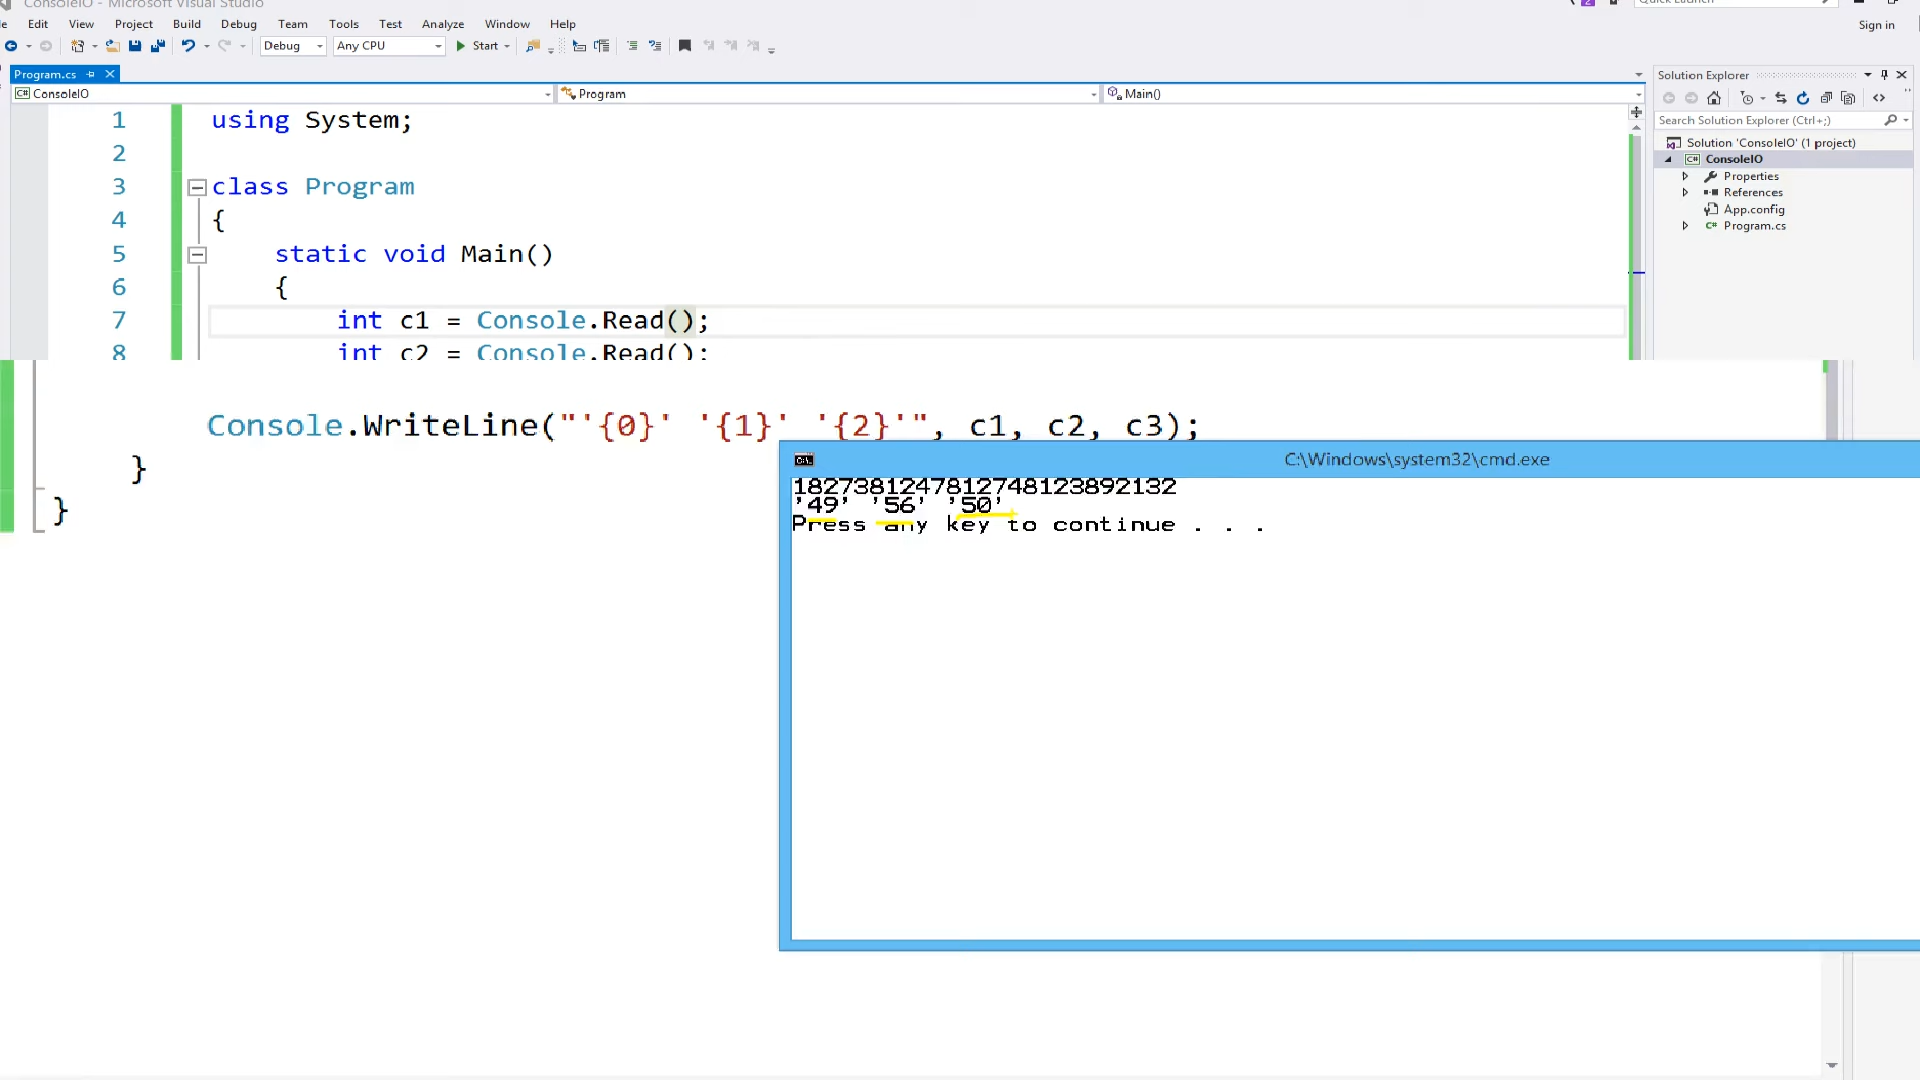 ConsoleIO - Microsoft Visual Studio
Edit View Project Build Debug Team Tools Test Analyze Window Help
Sign in
Debug Any CPU Start
Program.cs
ConsoleIO Program Main()
1 using System;
2
3 class Program
4 {
5 static void Main()
6 {
7 int c1 = Console.Read();
8 int c2 = Console.Read();
Console.WriteLine("'{0}' '{1}' '{2}'", c1, c2, c3);
}
}
C:\Windows\system32\cmd.exe
1827381247812748123892132
'49' '56' '50'
Press any key to continue . . .
Solution Explorer
Search Solution Explorer (Ctrl+;)
Solution 'ConsoleIO' (1 project)
ConsoleIO
Properties
References
App.config
Program.cs